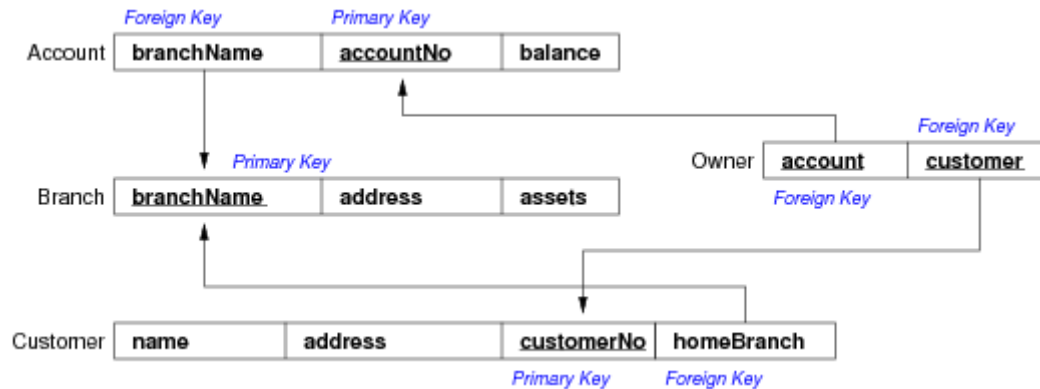 Foreign Key Primary Key
Account branchName accountNo balance
Foreign Key
Owner account customer
Primary Key
Foreign Key
Branch branchName address assets
Customer name address customerNo homeBranch
Primary Key Foreign Key